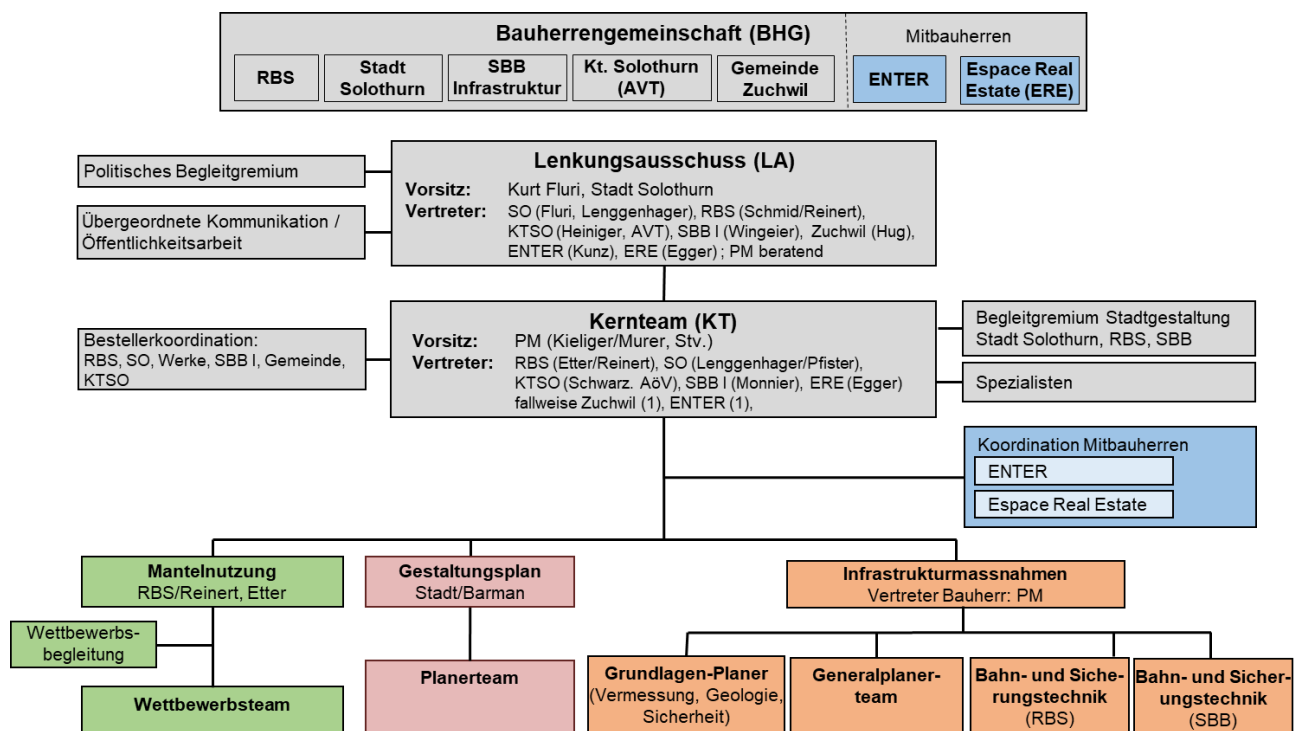 Bauherrengemeinschaft (BHG)
Mitbauherren
RBS
Stadt
Solothurn
SBB
Infrastruktur
Kt. Solothurn
(AVT)
Gemeinde
Zuchwil
ENTER
Espace Real
Estate (ERE)
Lenkungsausschuss (LA)
Vorsitz: Kurt Fluri, Stadt Solothurn
Vertreter: SO (Fluri, Lenggenhager), RBS (Schmid/Reinert),
KTSO (Heiniger, AVT), SBB I (Wingeier), Zuchwil (Hug),
ENTER (Kunz), ERE (Egger) ; PM beratend
Politisches Begleitgremium
Übergeordnete Kommunikation /
Öffentlichkeitsarbeit
Kernteam (KT)
Vorsitz: PM (Kieliger/Murer, Stv.)
Vertreter: RBS (Etter/Reinert), SO (Lenggenhager/Pfister),
KTSO (Schwarz. AöV), SBB I (Monnier), ERE (Egger)
fallweise Zuchwil (1), ENTER (1),
Bestellerkoordination:
RBS, SO, Werke, SBB I, Gemeinde,
KTSO
Begleitgremium Stadtgestaltung
Stadt Solothurn, RBS, SBB
Spezialisten
Koordination Mitbauherren
ENTER
Espace Real Estate
Mantelnutzung
RBS/Reinert, Etter
Gestaltungsplan
Stadt/Barman
Infrastrukturmassnahmen
Vertreter Bauherr: PM
Wettbewerbs-
begleitung
Wettbewerbsteam
Planerteam
Grundlagen-Planer
(Vermessung, Geologie,
Sicherheit)
Generalplaner-
team
Bahn- und Siche-
rungstechnik
(RBS)
Bahn- und Sicher-
ungstechnik
(SBB)